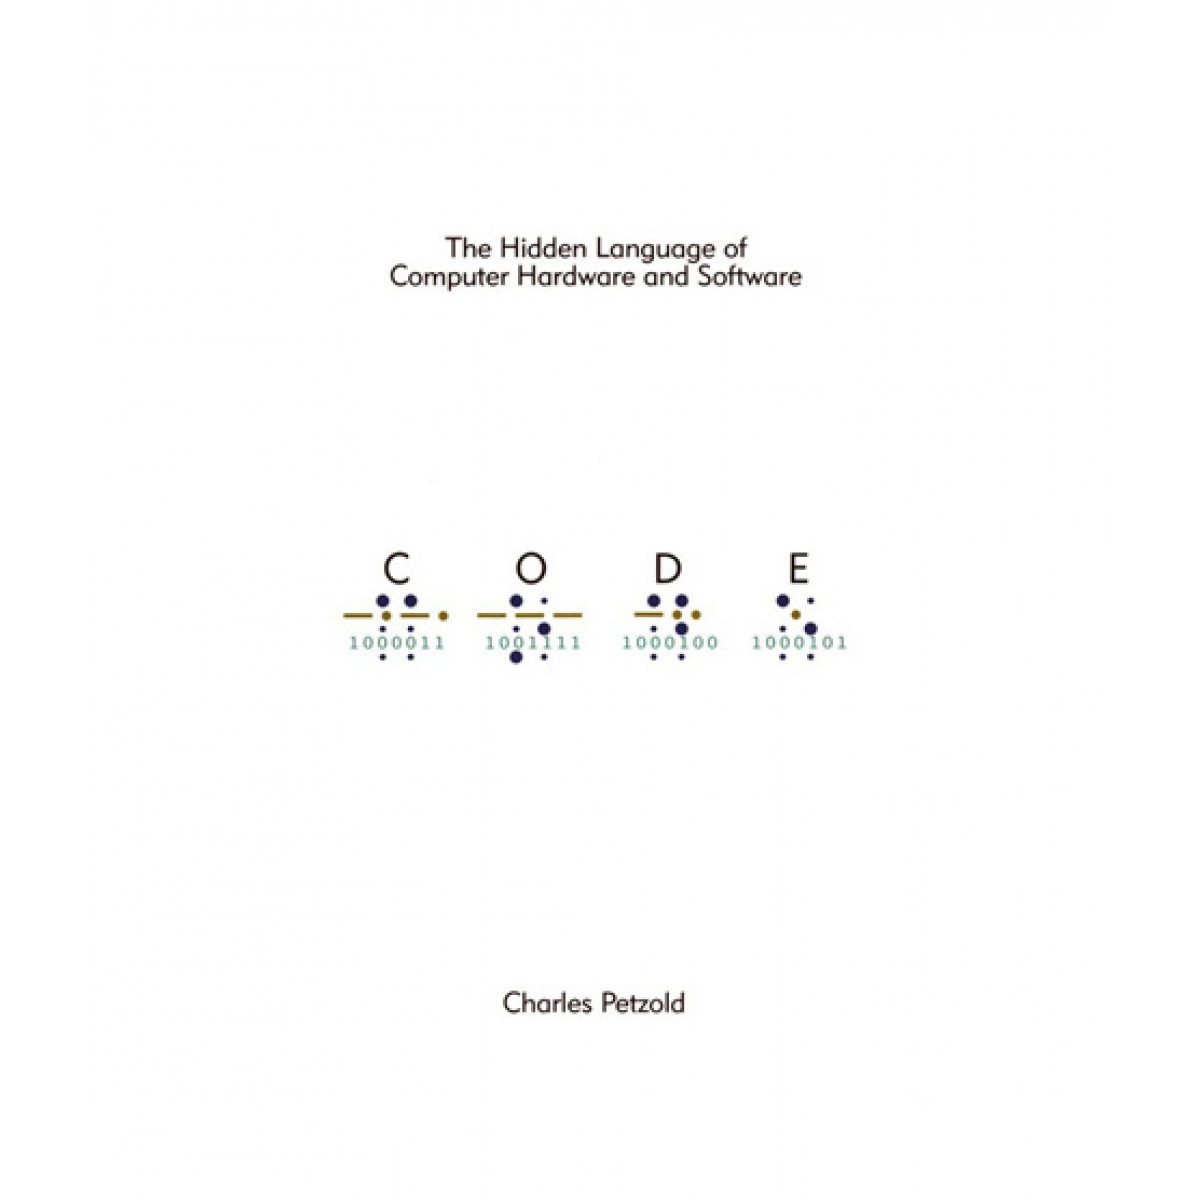 The Hidden Language of
Computer Hardware and Software
C O D E
1000011 1001111 1000100 1000101
Charles Petzold